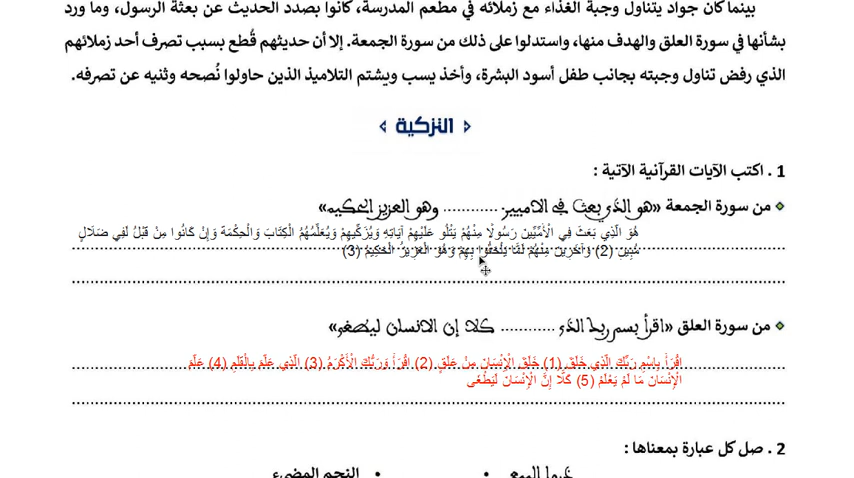 بينما كان جواد يتناول وجبة الغذاء مع زملائه في مطعم المدرسة، كانوا بصدد الحديث عن بعثة الرسول، وما ورد
بشأنها في سورة العلق والهدف منها، واستدلوا على ذلك من سورة الجمعة. إلا أن حديثهم قُطع بسبب تصرف أحد زملائهم
الذي رفض تناول وجبته بجانب طفل أسود البشرة، وأخذ يسب ويشتم التلاميذ الذين حاولوا نُصحه وثنيه عن تصرفه.
التزكية
1 . اكتب الآيات القرآنية الآتية :
من سورة الجمعة «هو الذي بعث في الاميين ............ وهو العزيز الحكيم»
هُوَ الَّذِي بَعَثَ فِي الْأُمِّيِّينَ رَسُولًا مِنْهُمْ يَتْلُو عَلَيْهِمْ آيَاتِهِ وَيُزَكِّيهِمْ وَيُعَلِّمُهُمُ الْكِتَابَ وَالْحِكْمَةَ وَإِنْ كَانُوا مِنْ قَبْلُ لَفِي ضَلَالٍ
مُبِينٍ (2) وَآخَرِينَ مِنْهُمْ لَمَّا يَلْحَقُوا بِهِمْ وَهُوَ الْعَزِيزُ الْحَكِيمُ (3)
من سورة العلق «اقرأ بسم ربك الذي ............ كلا إن الانسان ليطغى»
اقْرَأْ بِاسْمِ رَبِّكَ الَّذِي خَلَقَ (1) خَلَقَ الْإِنْسَانَ مِنْ عَلَقٍ (2) اقْرَأْ وَرَبُّكَ الْأَكْرَمُ (3) الَّذِي عَلَّمَ بِالْقَلَمِ (4) عَلَّمَ
الْإِنْسَانَ مَا لَمْ يَعْلَمْ (5) كَلَّا إِنَّ الْإِنْسَانَ لَيَطْغَى
2 . صل كل عبارة بمعناها :
• • النجم المضيء